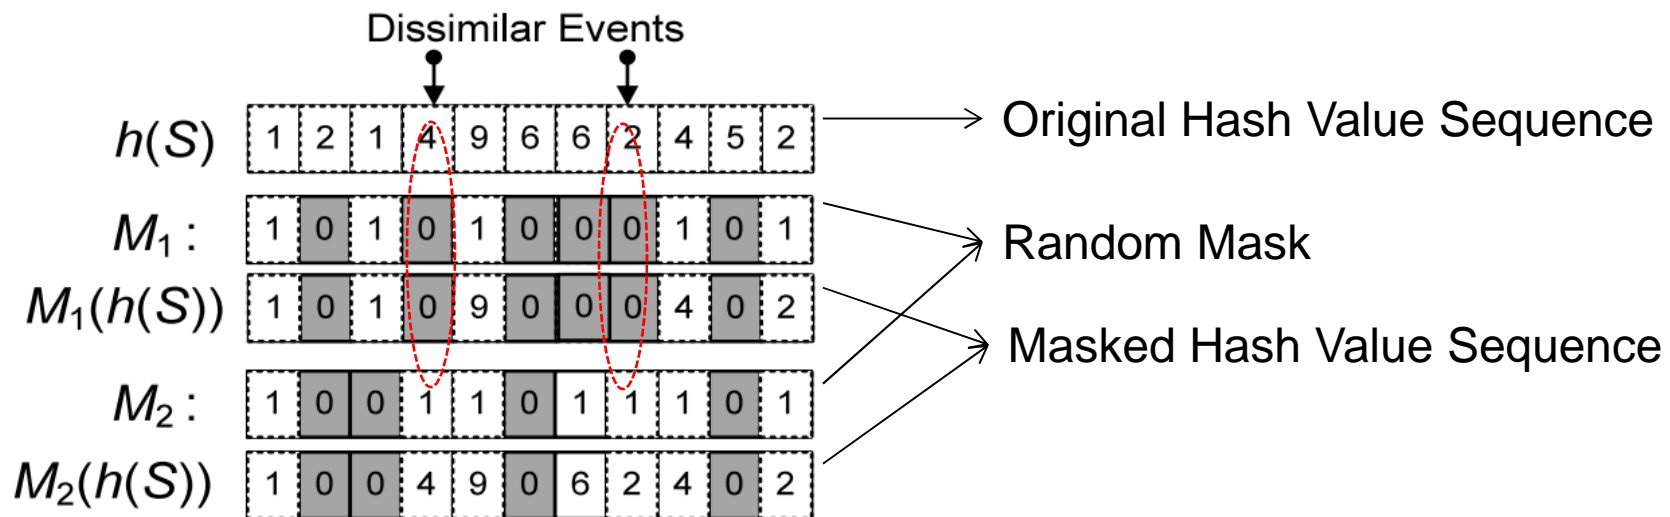 Dissimilar Events
h(S) 1 2 1 4 9 6 6 2 4 5 2 Original Hash Value Sequence
M1 : 1 0 1 0 1 0 0 0 1 0 1 Random Mask
M1(h(S)) 1 0 1 0 9 0 0 0 4 0 2 Masked Hash Value Sequence
M2 : 1 0 0 1 1 0 1 1 1 0 1
M2(h(S)) 1 0 0 4 9 0 6 2 4 0 2